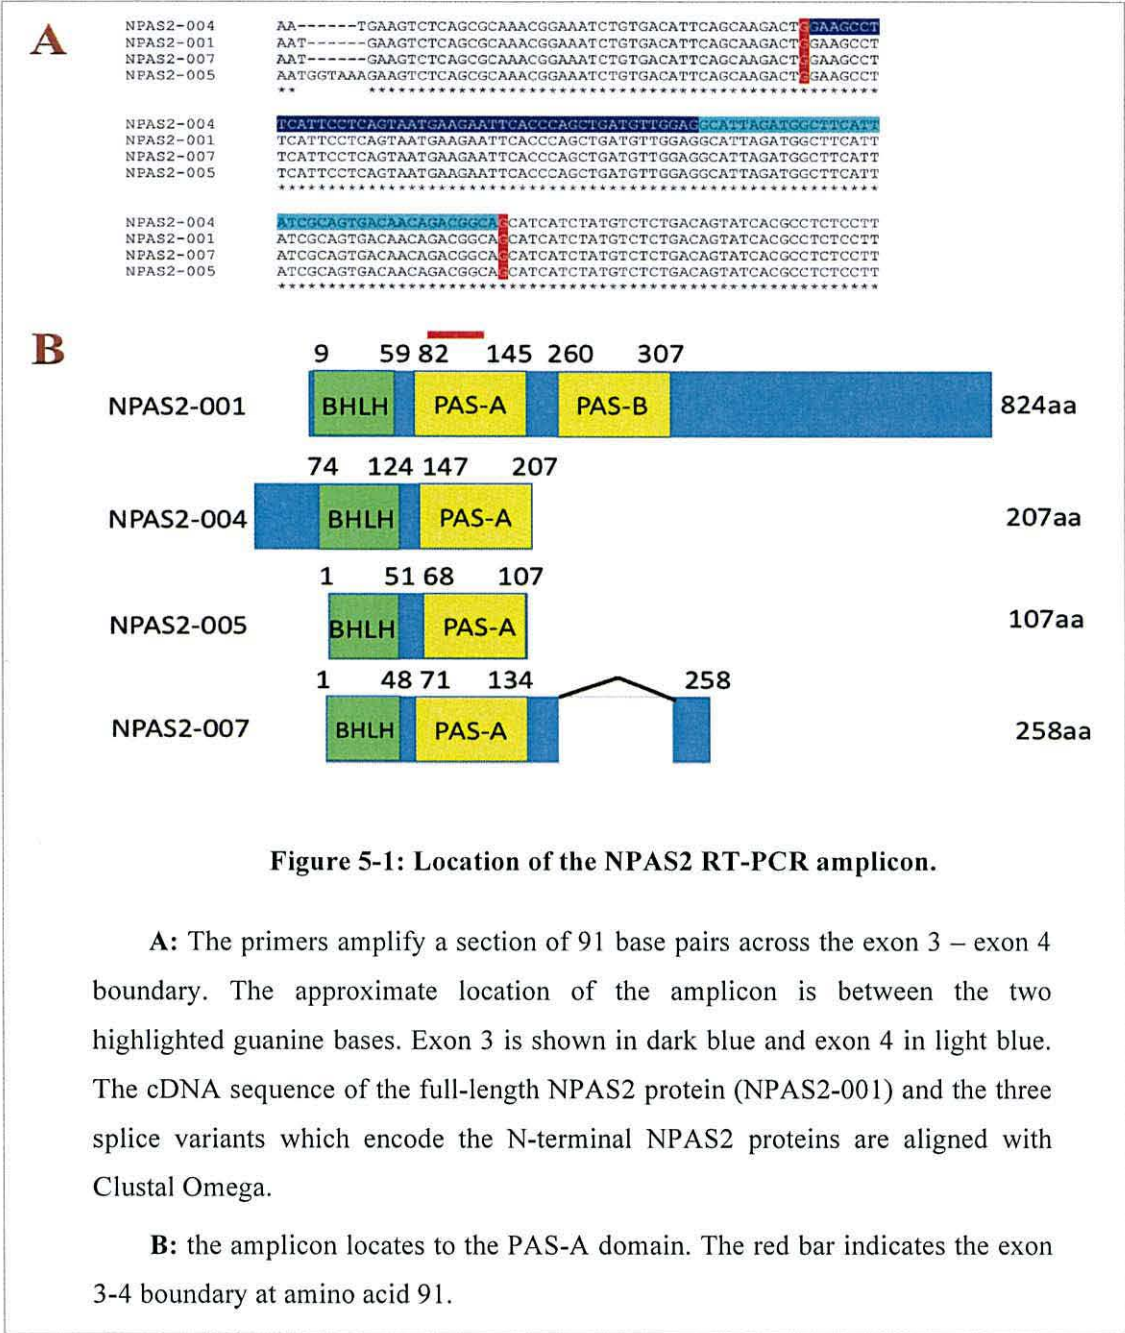 A
NPAS2-004 AA------TGAAGTCTCAGCGCAAACGGAAATCTGTGACATTCAGCAAGACTGGAAGCCT
NPAS2-001 AAT------GAAGTCTCAGCGCAAACGGAAATCTGTGACATTCAGCAAGACTGGAAGCCT
NPAS2-007 AAT------GAAGTCTCAGCGCAAACGGAAATCTGTGACATTCAGCAAGACTGGAAGCCT
NPAS2-005 AATGGTAAAGAAGTCTCAGCGCAAACGGAAATCTGTGACATTCAGCAAGACTGGAAGCCT
** ***************************************************
NPAS2-004 TCATTCCTCAGTAATGAAGAATTCACCCAGCTGATGTTGGAGGCATTAGATGGCTTCATT
NPAS2-001 TCATTCCTCAGTAATGAAGAATTCACCCAGCTGATGTTGGAGGCATTAGATGGCTTCATT
NPAS2-007 TCATTCCTCAGTAATGAAGAATTCACCCAGCTGATGTTGGAGGCATTAGATGGCTTCATT
NPAS2-005 TCATTCCTCAGTAATGAAGAATTCACCCAGCTGATGTTGGAGGCATTAGATGGCTTCATT
************************************************************
NPAS2-004 ATCGCAGTGACAACAGACGGCAGCATCATCTATGTCTCTGACAGTATCACGCCTCTCCTT
NPAS2-001 ATCGCAGTGACAACAGACGGCAGCATCATCTATGTCTCTGACAGTATCACGCCTCTCCTT
NPAS2-007 ATCGCAGTGACAACAGACGGCAGCATCATCTATGTCTCTGACAGTATCACGCCTCTCCTT
NPAS2-005 ATCGCAGTGACAACAGACGGCAGCATCATCTATGTCTCTGACAGTATCACGCCTCTCCTT
************************************************************
B
9 59 82 145 260 307
NPAS2-001 BHLH PAS-A PAS-B 824aa
74 124 147 207
NPAS2-004 BHLH PAS-A 207aa
1 51 68 107
NPAS2-005 BHLH PAS-A 107aa
1 48 71 134 258
NPAS2-007 BHLH PAS-A 258aa
Figure 5-1: Location of the NPAS2 RT-PCR amplicon.
A: The primers amplify a section of 91 base pairs across the exon 3 – exon 4
boundary. The approximate location of the amplicon is between the two
highlighted guanine bases. Exon 3 is shown in dark blue and exon 4 in light blue.
The cDNA sequence of the full-length NPAS2 protein (NPAS2-001) and the three
splice variants which encode the N-terminal NPAS2 proteins are aligned with
Clustal Omega.
B: the amplicon locates to the PAS-A domain. The red bar indicates the exon
3-4 boundary at amino acid 91.